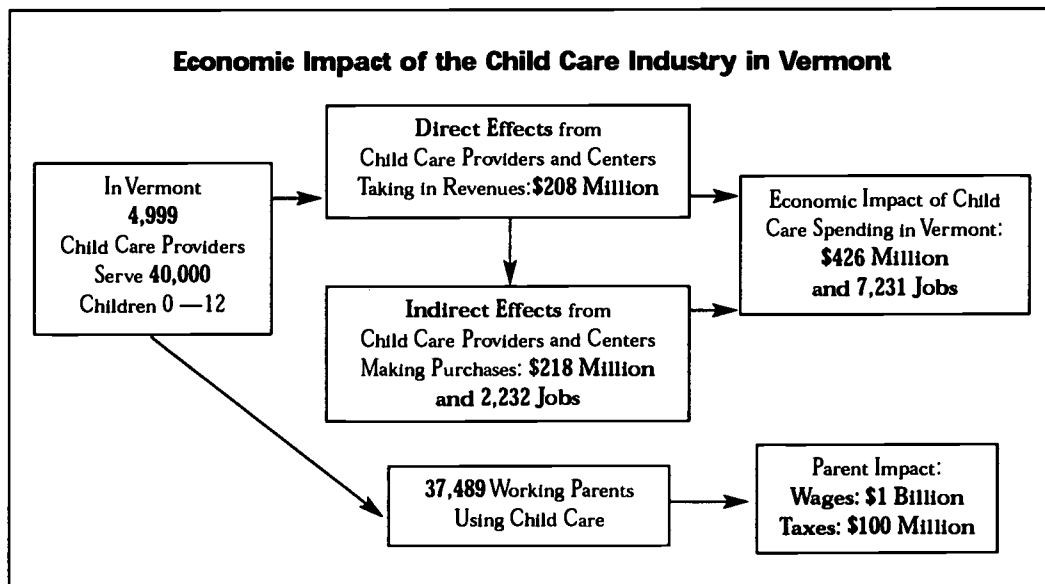 Economic Impact of the Child Care Industry in Vermont
In Vermont
4,999
Child Care Providers
Serve 40,000
Children 0 —12
Direct Effects from
Child Care Providers and Centers
Taking in Revenues: $208 Million
Indirect Effects from
Child Care Providers and Centers
Making Purchases: $218 Million
and 2,232 Jobs
Economic Impact of Child
Care Spending in Vermont:
$426 Million
and 7,231 Jobs
37,489 Working Parents
Using Child Care
Parent Impact:
Wages: $1 Billion
Taxes: $100 Million